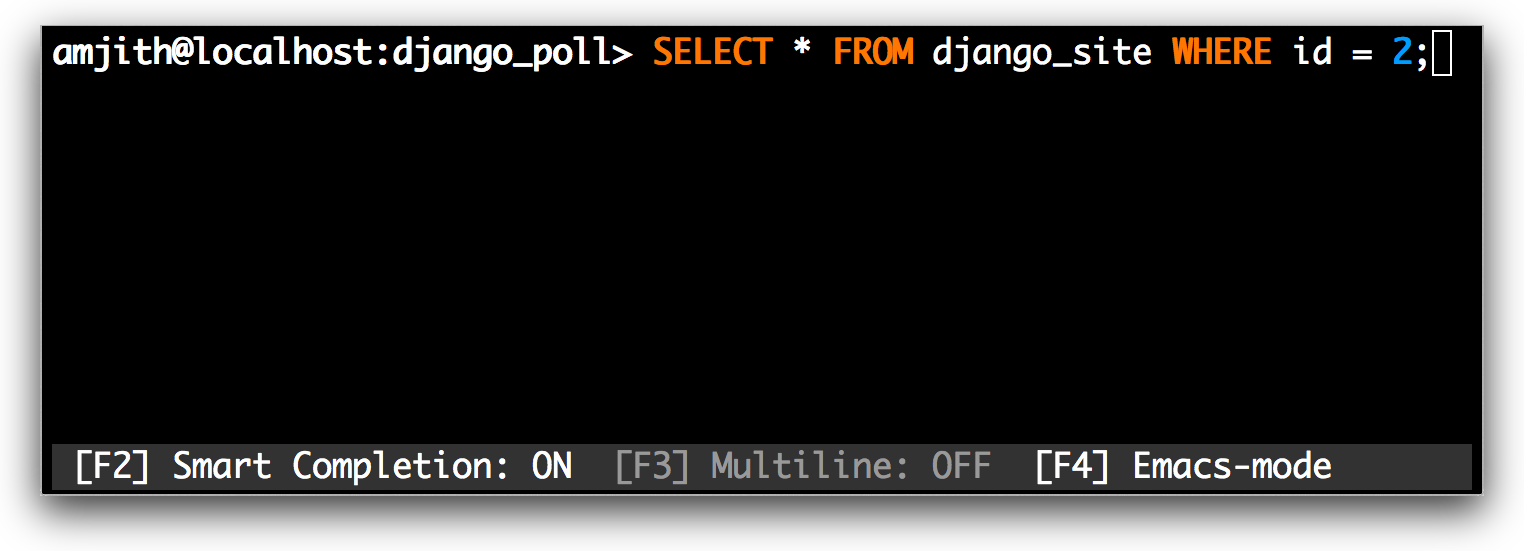 amjith@localhost:django_poll> SELECT * FROM django_site WHERE id = 2;
[F2] Smart Completion: ON [F3] Multiline: OFF [F4] Emacs-mode